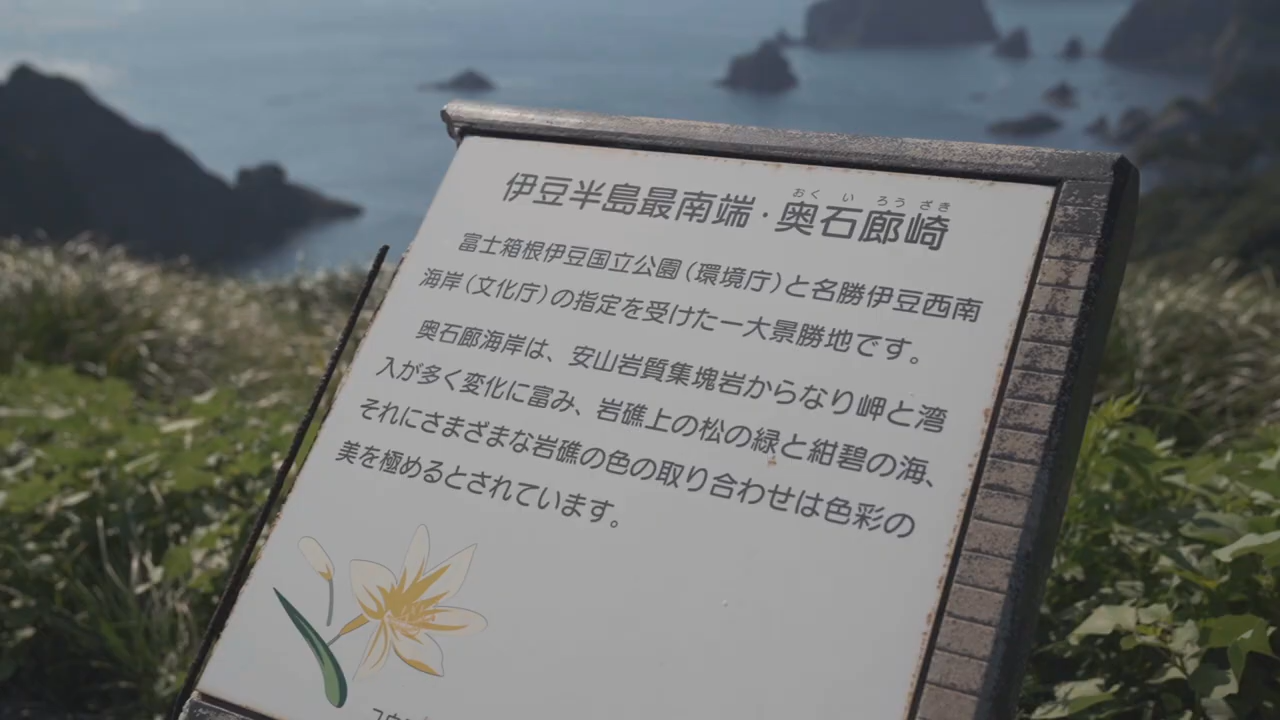 伊豆半島最南端・奥石廊崎
おく い ろう ざき
富士箱根伊豆国立公園(環境庁)と名勝伊豆西南
海岸(文化庁)の指定を受けた一大景勝地です。
奥石廊海岸は、安山岩質集塊岩からなり岬と湾
入が多く変化に富み、岩礁上の松の緑と紺碧の海、
それにさまざまな岩礁の色の取り合わせは色彩の
美を極めるとされています。